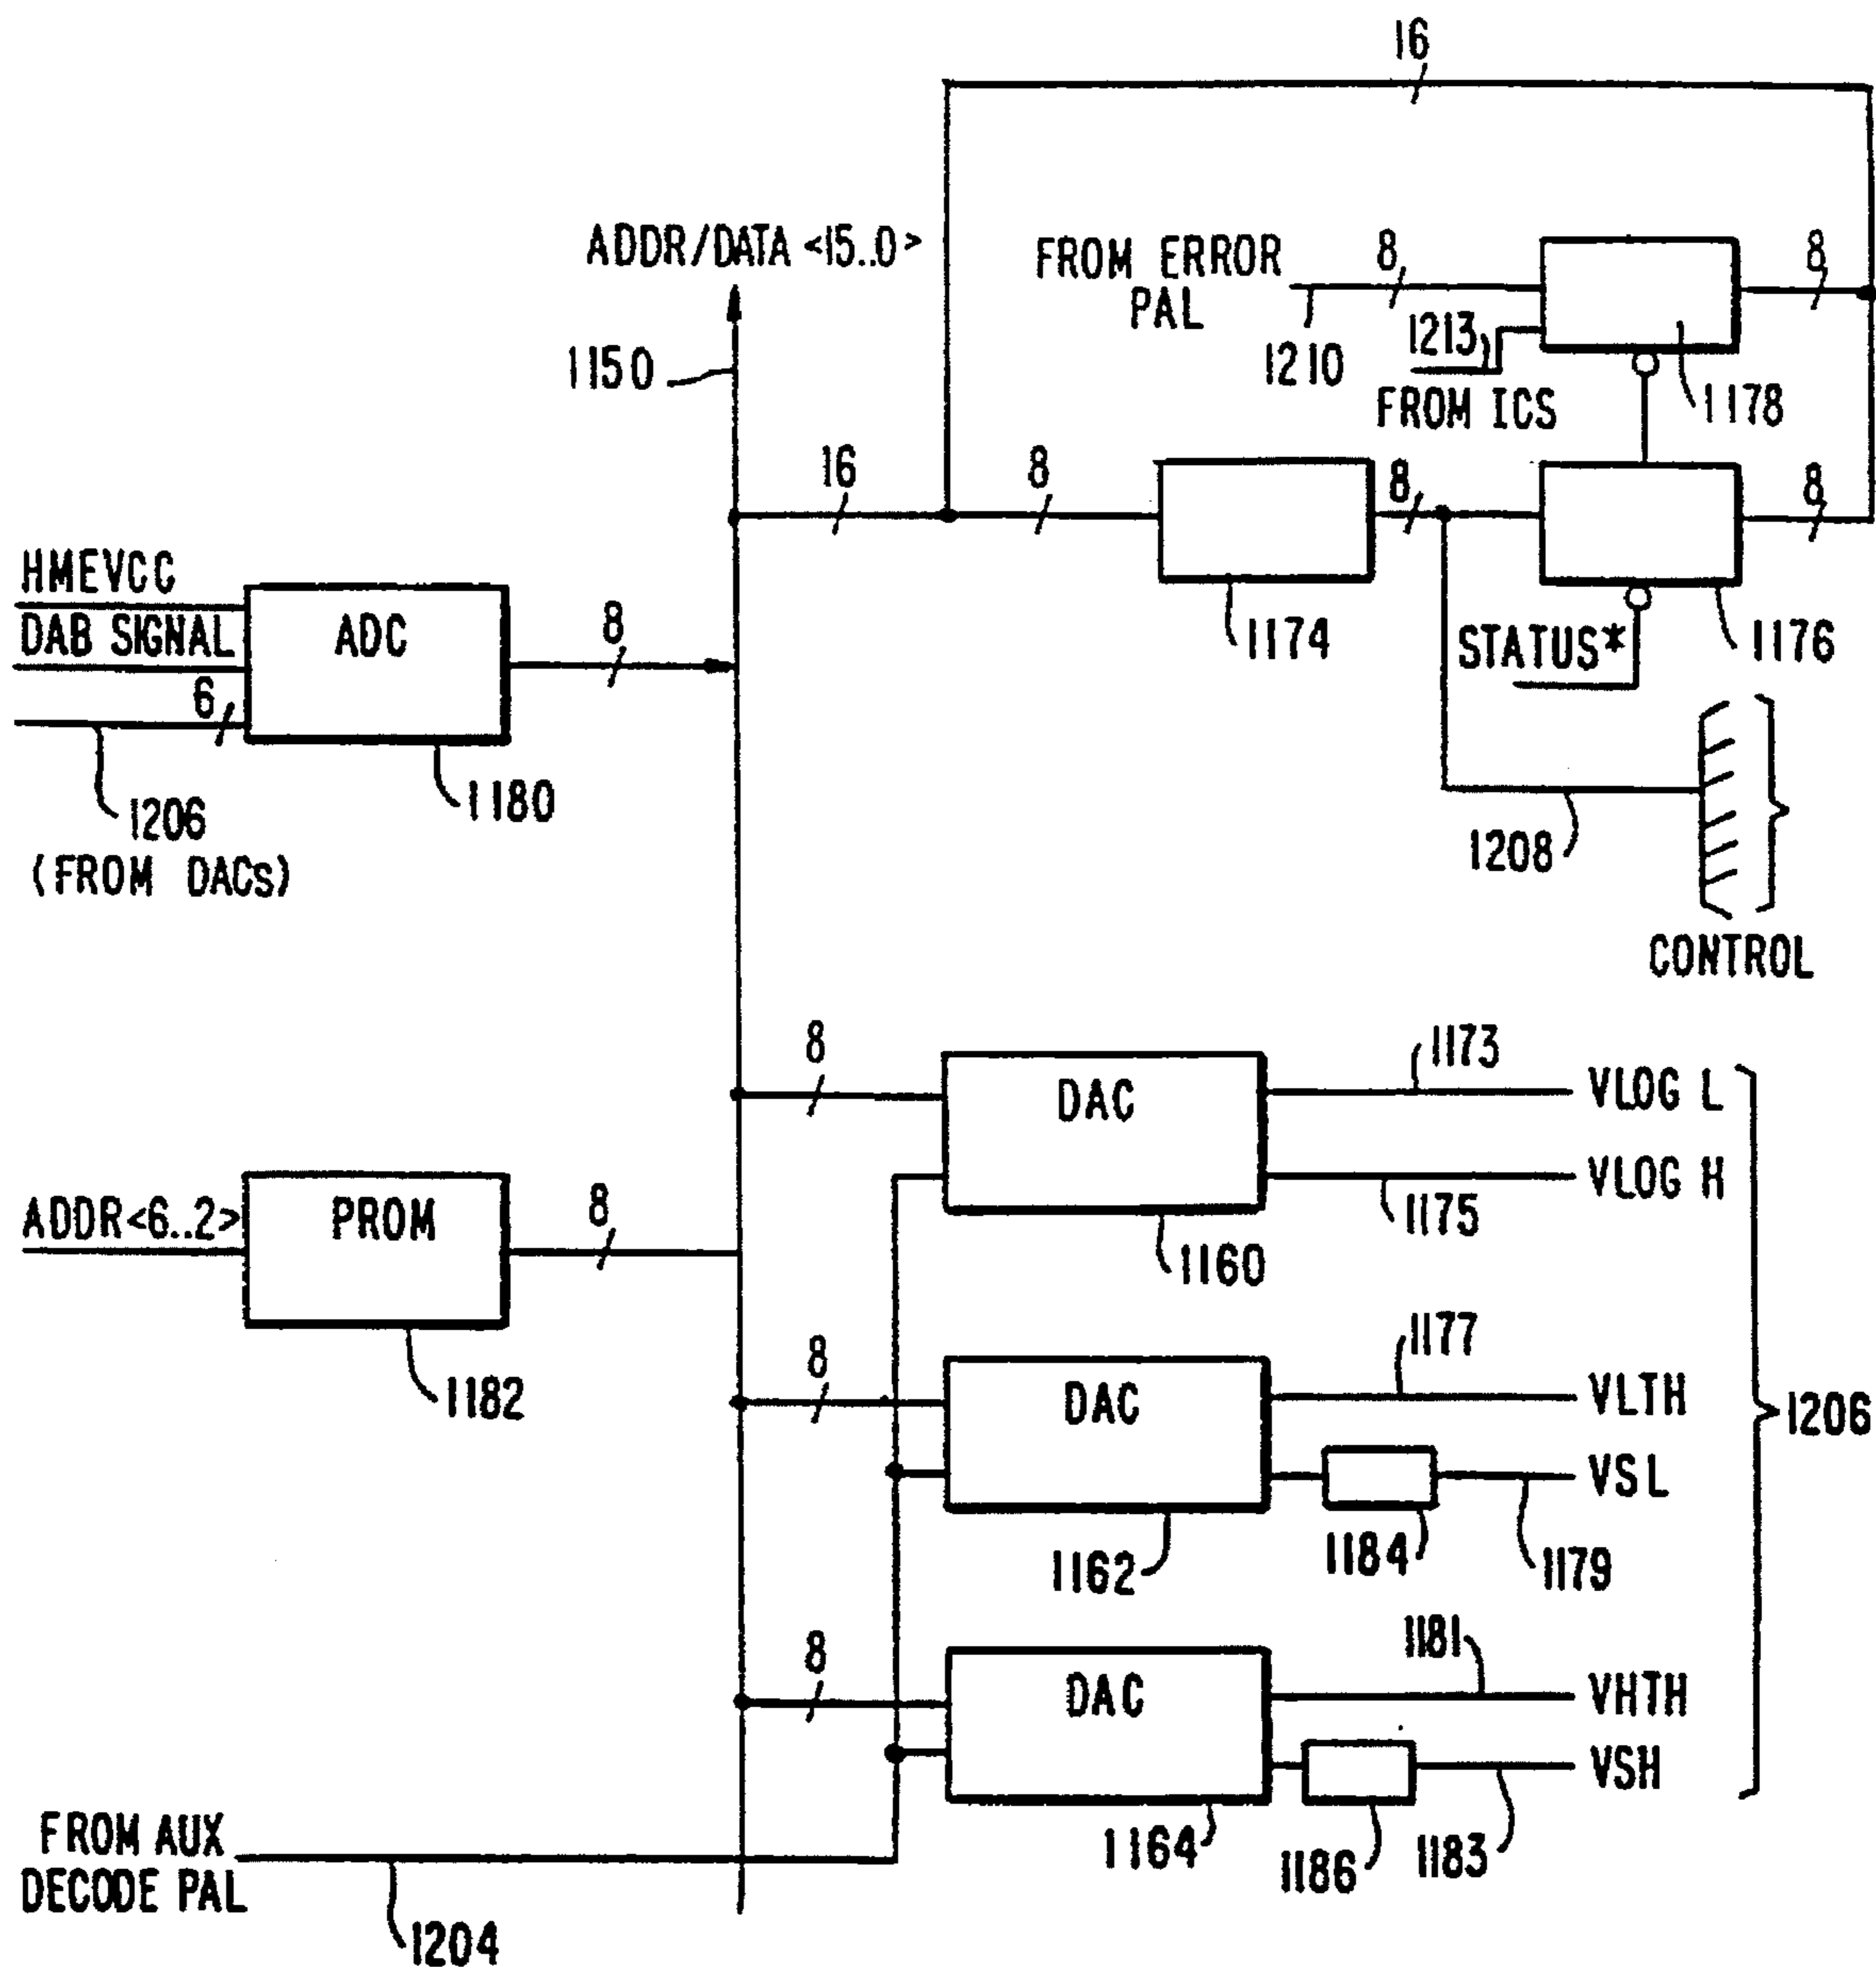 16
ADDR/DATA <15..0>
FROM ERROR
PAL
8
8
1210
1213
FROM ICS
1178
1150
16
8
8
8
1174
STATUS*
1176
HMEVCC
DAB SIGNAL
6
ADC
8
1180
1206
(FROM DACs)
1208
CONTROL
8
DAC
1173
VLOG L
VLOG H
1175
1160
ADDR<6..2>
PROM
8
1182
8
DAC
1177
VLTH
VSL
1184
1179
1162
1206
8
DAC
1181
VHTH
VSH
1164
1186
1183
FROM AUX
DECODE PAL
1204